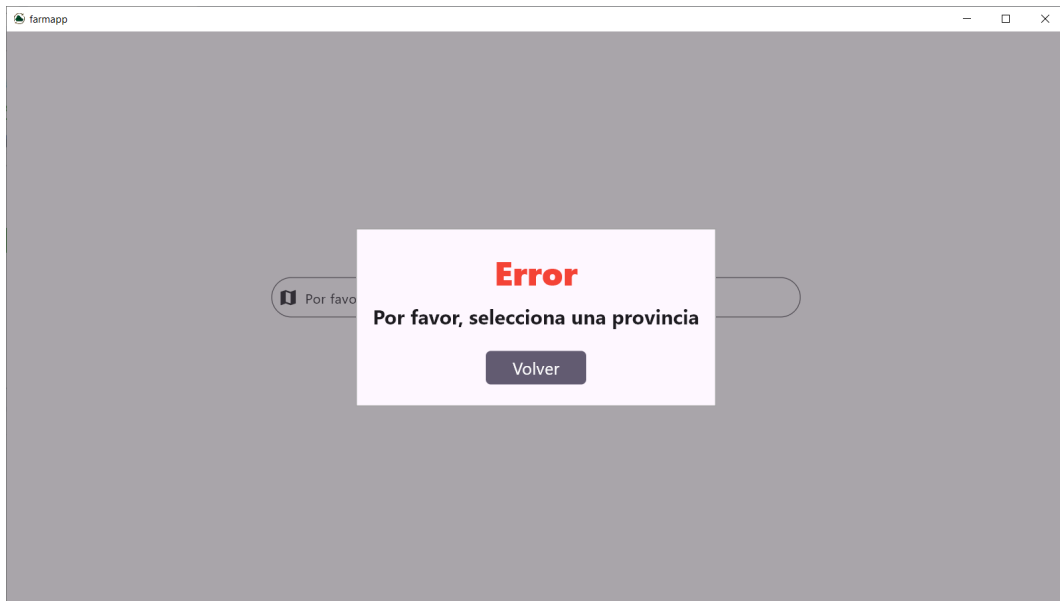 farmapp
Error
Por favo
Por favor, selecciona una provincia
Volver